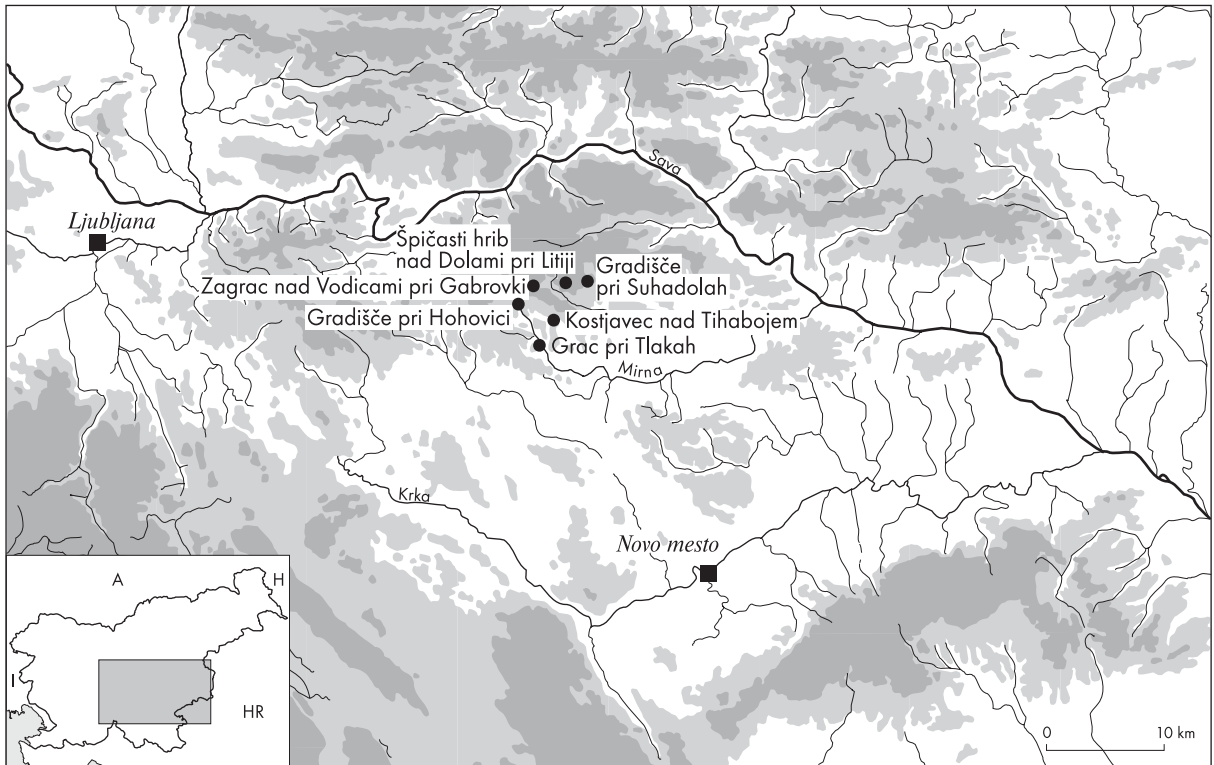 Sava
Ljubljana
Špičasti hrib
nad Dolami pri Litiji
Gradišče
pri Suhadolah
Zagrac nad Vodicami pri Gabrovki
Gradišče pri Hohovici
Kostjavec nad Tihabojem
Grac pri Tlakah
Mirna
Krka
Novo mesto
A
H
I
HR
0 10 km